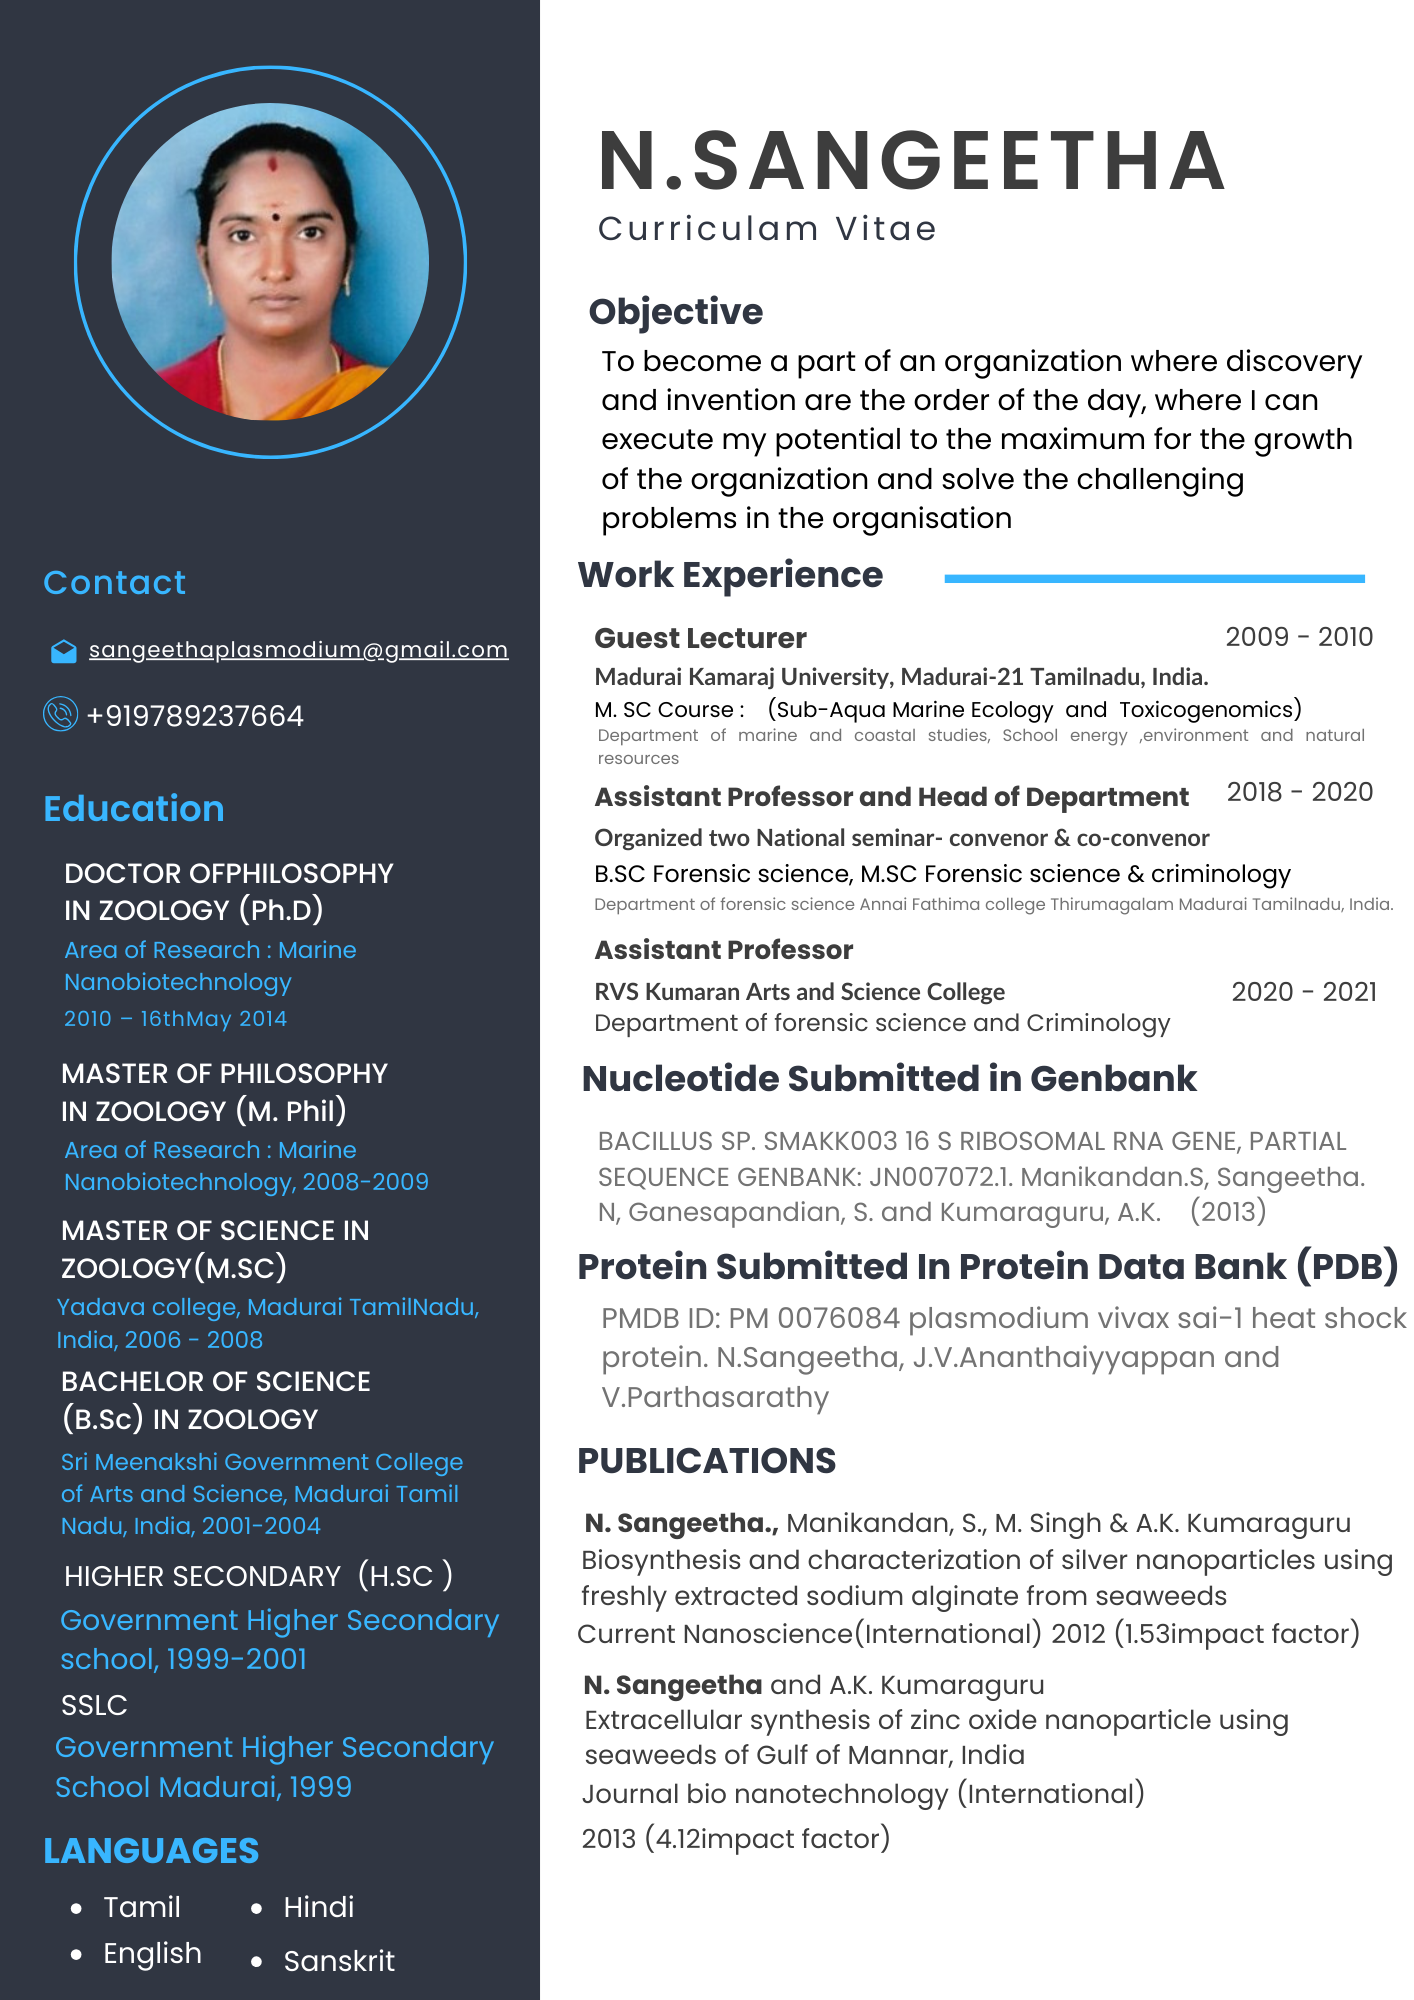 N.SANGEETHA
Curriculam Vitae
Contact
sangeethaplasmodium@gmail.com
+919789237664
Education
DOCTOR OFPHILOSOPHY
IN ZOOLOGY (Ph.D)
Area of Research : Marine
Nanobiotechnology
2010 – 16thMay 2014
MASTER OF PHILOSOPHY
IN ZOOLOGY (M. Phil)
Area of Research : Marine
Nanobiotechnology, 2008-2009
MASTER OF SCIENCE IN
ZOOLOGY(M.SC)
Yadava college, Madurai TamilNadu,
India, 2006 - 2008
BACHELOR OF SCIENCE
(B.Sc) IN ZOOLOGY
Sri Meenakshi Government College
of Arts and Science, Madurai Tamil
Nadu, India, 2001-2004
HIGHER SECONDARY (H.SC )
Government Higher Secondary
school, 1999-2001
SSLC
Government Higher Secondary
School Madurai, 1999
LANGUAGES
• Tamil
• English
• Hindi
• Sanskrit
Objective
To become a part of an organization where discovery
and invention are the order of the day, where I can
execute my potential to the maximum for the growth
of the organization and solve the challenging
problems in the organisation
Work Experience
Guest Lecturer 2009 - 2010
Madurai Kamaraj University, Madurai-21 Tamilnadu, India.
M. SC Course : (Sub-Aqua Marine Ecology and Toxicogenomics)
Department of marine and coastal studies, School energy ,environment and natural
resources
Assistant Professor and Head of Department 2018 - 2020
Organized two National seminar- convenor & co-convenor
B.SC Forensic science, M.SC Forensic science & criminology
Department of forensic science Annai Fathima college Thirumagalam Madurai Tamilnadu, India.
Assistant Professor
RVS Kumaran Arts and Science College 2020 - 2021
Department of forensic science and Criminology
Nucleotide Submitted in Genbank
BACILLUS SP. SMAKK003 16 S RIBOSOMAL RNA GENE, PARTIAL
SEQUENCE GENBANK: JN007072.1. Manikandan.S, Sangeetha.
N, Ganesapandian, S. and Kumaraguru, A.K. (2013)
Protein Submitted In Protein Data Bank (PDB)
PMDB ID: PM 0076084 plasmodium vivax sai-1 heat shock
protein. N.Sangeetha, J.V.Ananthaiyyappan and
V.Parthasarathy
PUBLICATIONS
N. Sangeetha., Manikandan, S., M. Singh & A.K. Kumaraguru
Biosynthesis and characterization of silver nanoparticles using
freshly extracted sodium alginate from seaweeds
Current Nanoscience(International) 2012 (1.53impact factor)
N. Sangeetha and A.K. Kumaraguru
Extracellular synthesis of zinc oxide nanoparticle using
seaweeds of Gulf of Mannar, India
Journal bio nanotechnology (International)
2013 (4.12impact factor)